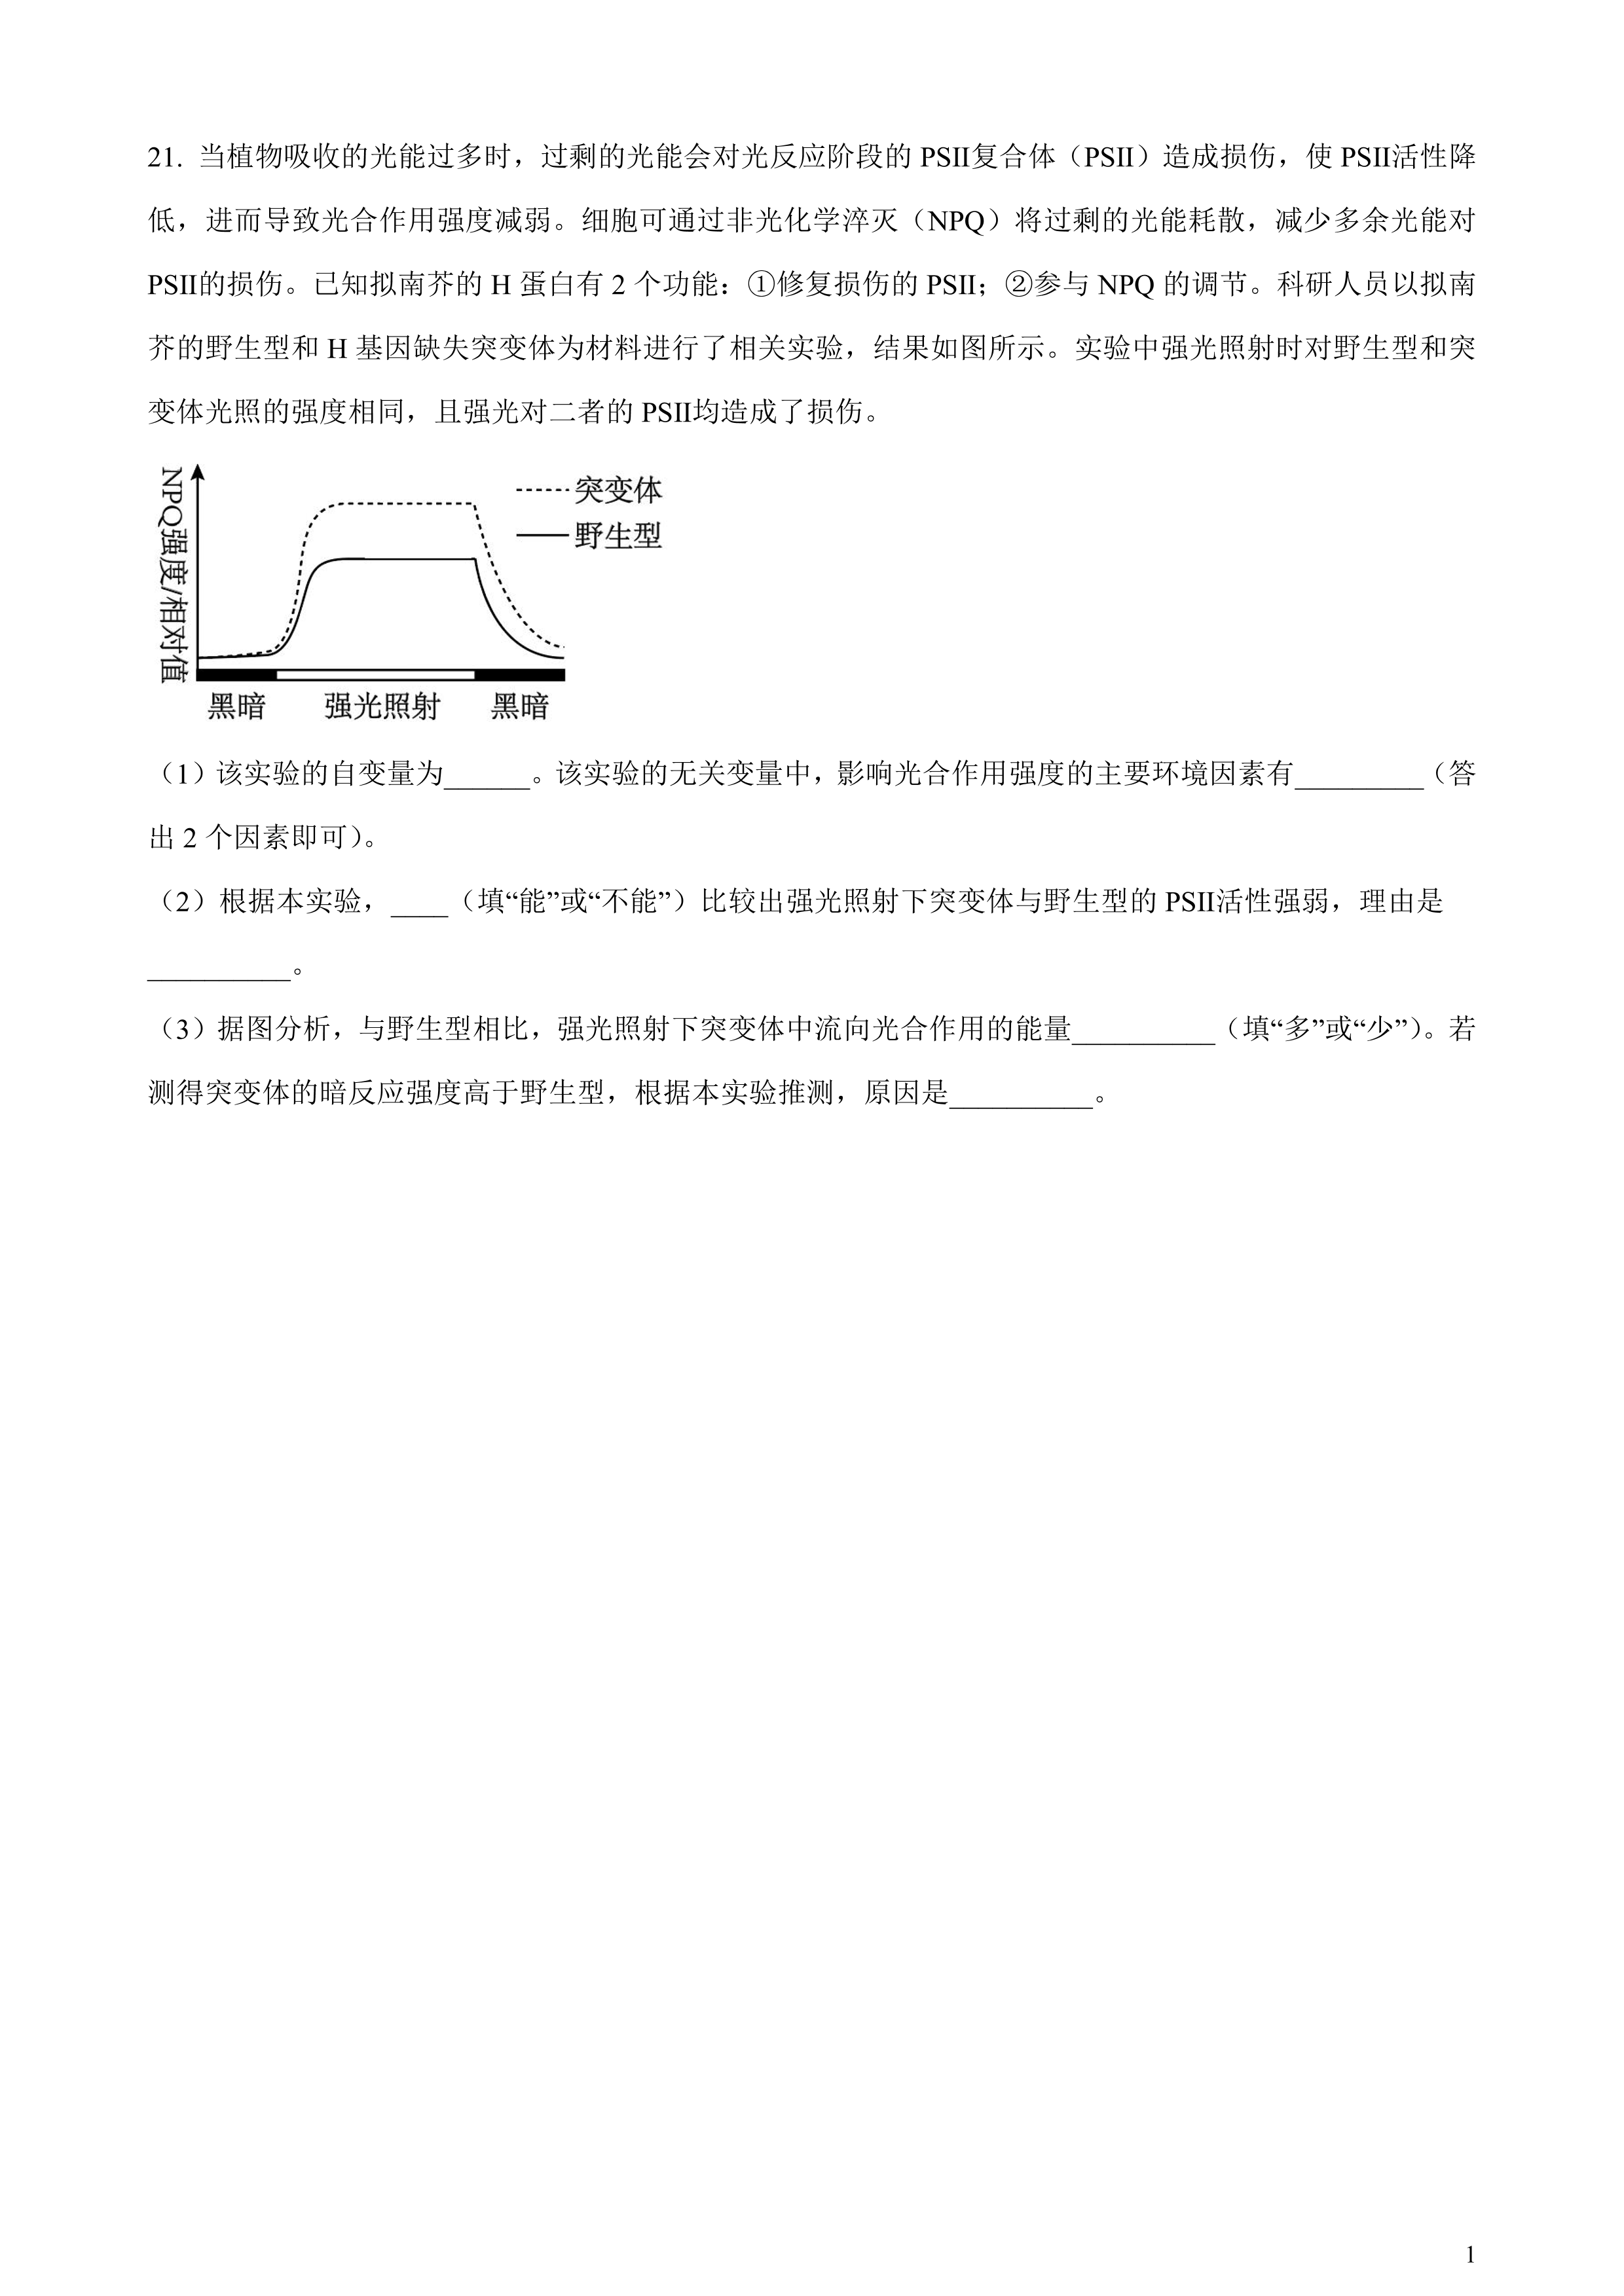 21. 当植物吸收的光能过多时，过剩的光能会对光反应阶段的 PSⅡ复合体（PSⅡ）造成损伤，使 PSⅡ活性降
低，进而导致光合作用强度减弱。细胞可通过非光化学淬灭（NPQ）将过剩的光能耗散，减少多余光能对
PSⅡ的损伤。已知拟南芥的 H 蛋白有 2 个功能：①修复损伤的 PSⅡ；②参与 NPQ 的调节。科研人员以拟南
芥的野生型和 H 基因缺失突变体为材料进行了相关实验，结果如图所示。实验中强光照射时对野生型和突
变体光照的强度相同，且强光对二者的 PSⅡ均造成了损伤。
NPQ强度/相对值
突变体
野生型
黑暗 强光照射 黑暗
（1）该实验的自变量为______。该实验的无关变量中，影响光合作用强度的主要环境因素有_________（答
出 2 个因素即可）。
（2）根据本实验，____（填“能”或“不能”）比较出强光照射下突变体与野生型的 PSⅡ活性强弱，理由是
__________。
（3）据图分析，与野生型相比，强光照射下突变体中流向光合作用的能量__________（填“多”或“少”）。若
测得突变体的暗反应强度高于野生型，根据本实验推测，原因是__________。
1